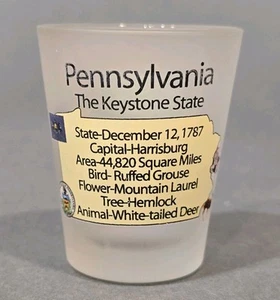 Pennsylvania
The Keystone State
State-December 12, 1787
Capital-Harrisburg
Area-44,820 Square Miles
Bird- Ruffed Grouse
Flower-Mountain Laurel
Tree-Hemlock
Animal-White-tailed Deer